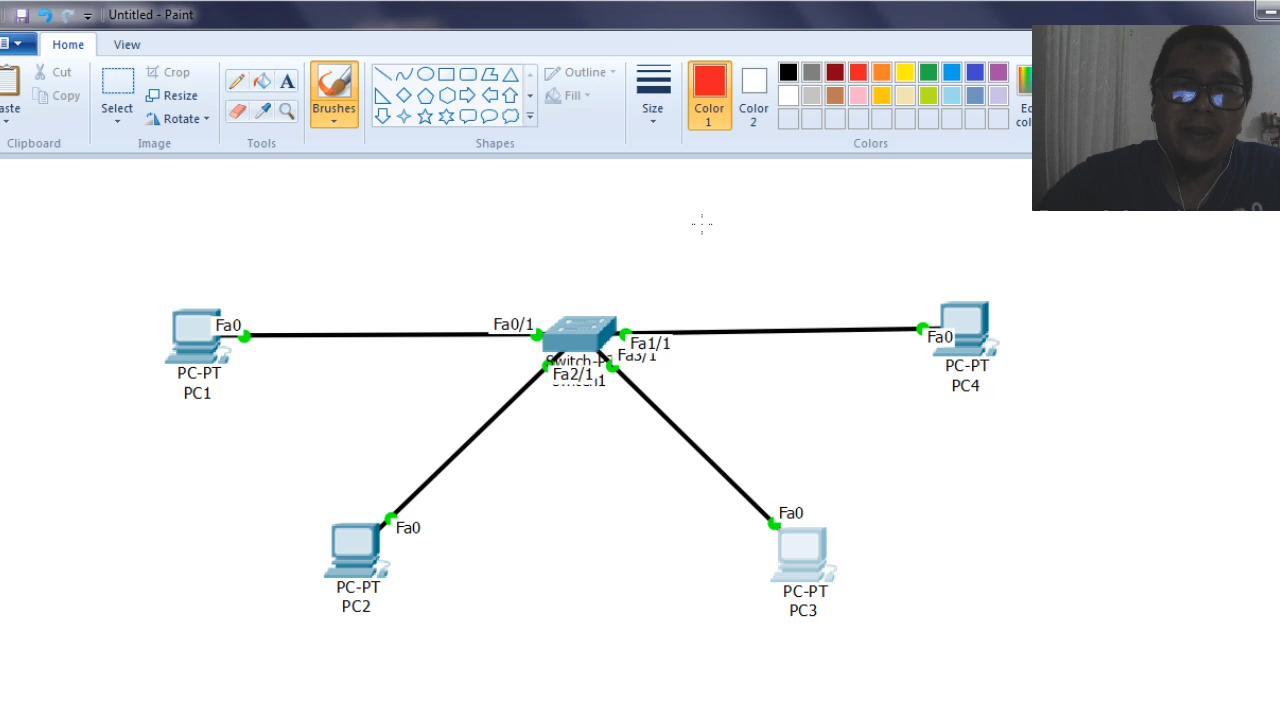 Untitled - Paint
Home View
Cut
Copy
aste
Clipboard
Select
Crop
Resize
Rotate
Image
A
Tools
Brushes
Outline
Fill
Shapes
Size
Color 1
Color 2
Colors
Fa0
Fa0/1
Fa1/1
Fa3/1
Fa2/1
Fa0
PC-PT
PC1
PC-PT
PC4
Fa0
PC-PT
PC2
Fa0
PC-PT
PC3